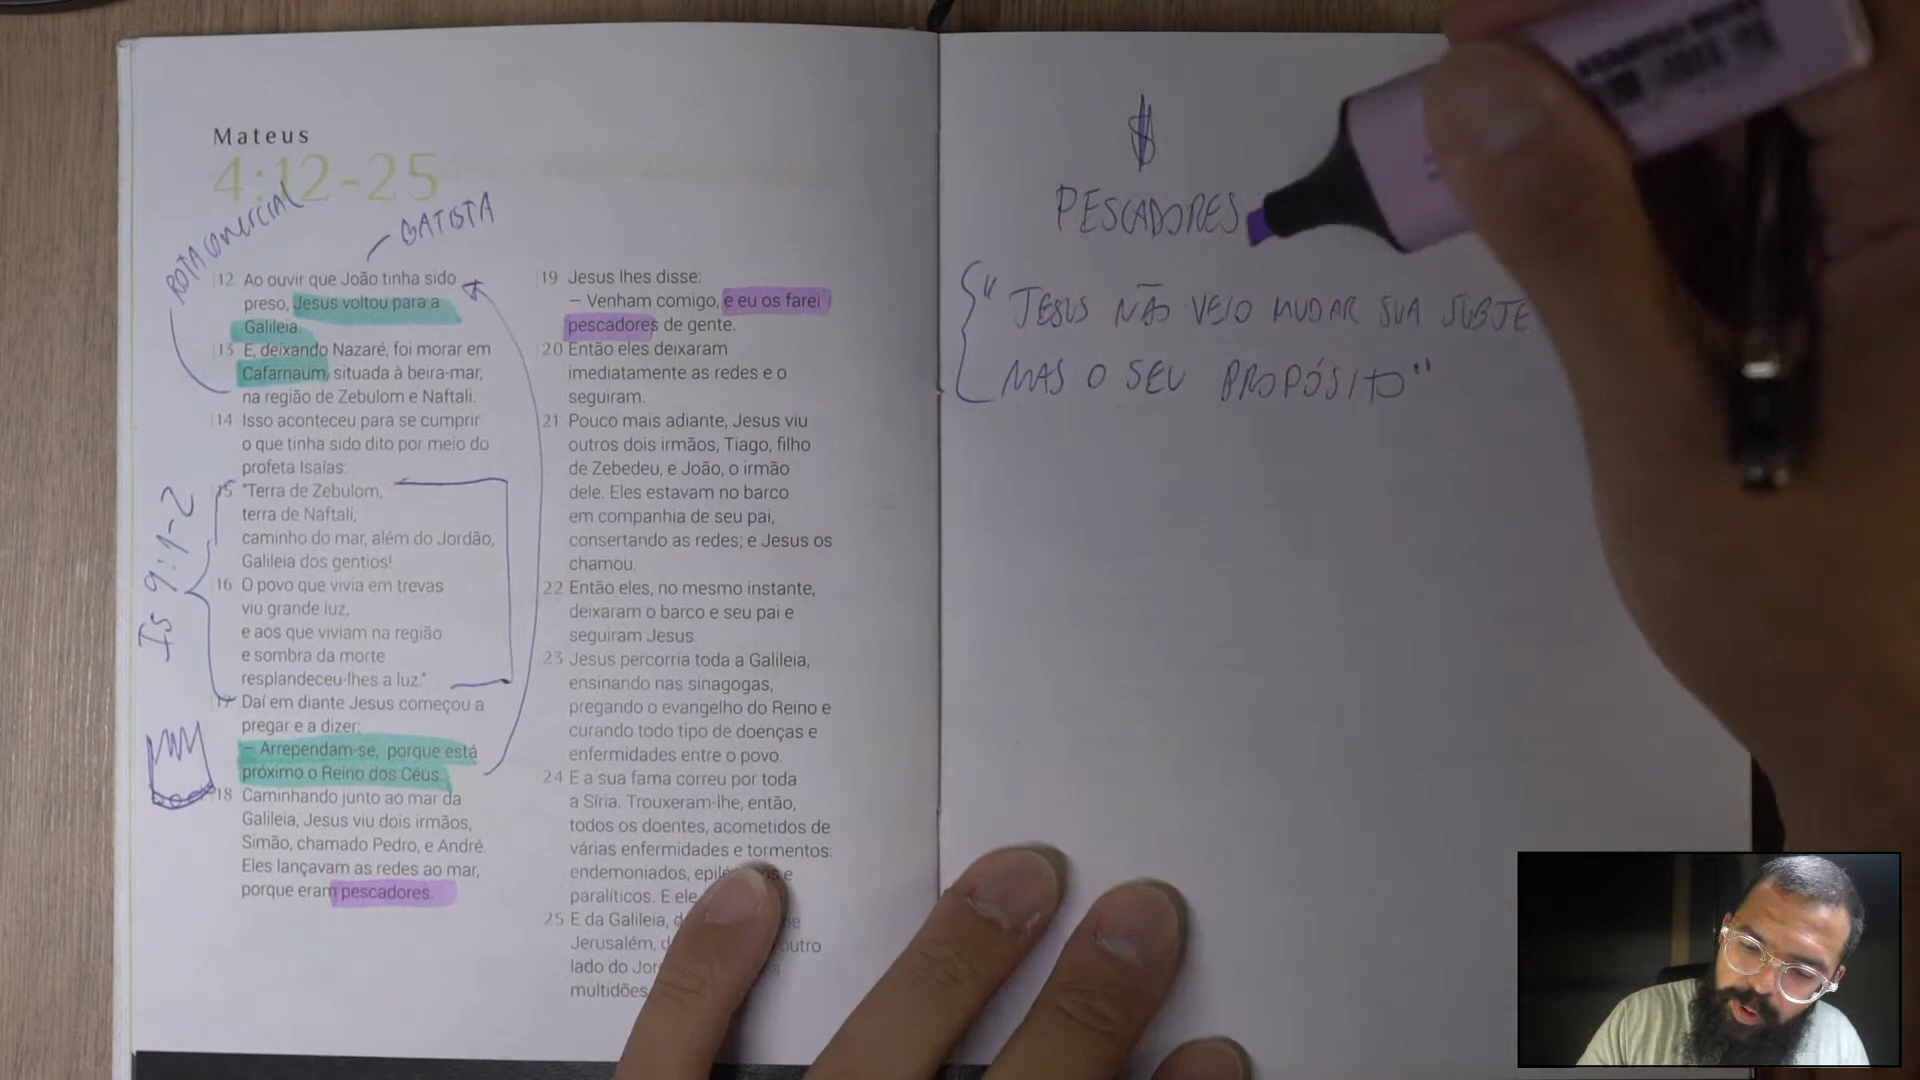 Mateus
4:12-25
ROTA COMERCIAL
BATISTA
12 Ao ouvir que João tinha sido
preso, Jesus voltou para a
Galileia.
13 E, deixando Nazaré, foi morar em
Cafarnaum, situada à beira-mar,
na região de Zebulom e Naftali.
14 Isso aconteceu para se cumprir
o que tinha sido dito por meio do
profeta Isaías:
15 "Terra de Zebulom,
terra de Naftali,
caminho do mar, além do Jordão,
Galileia dos gentios!
16 O povo que vivia em trevas
viu grande luz,
e aos que viviam na região
e sombra da morte
resplandeceu-lhes a luz."
Is 9:1-2
17 Daí em diante Jesus começou a
pregar e a dizer:
– Arrependam-se, porque está
próximo o Reino dos Céus.
18 Caminhando junto ao mar da
Galileia, Jesus viu dois irmãos,
Simão, chamado Pedro, e André.
Eles lançavam as redes ao mar,
porque eram pescadores.
19 Jesus lhes disse:
– Venham comigo, e eu os farei
pescadores de gente.
20 Então eles deixaram
imediatamente as redes e o
seguiram.
21 Pouco mais adiante, Jesus viu
outros dois irmãos, Tiago, filho
de Zebedeu, e João, o irmão
dele. Eles estavam no barco
em companhia de seu pai,
consertando as redes; e Jesus os
chamou.
22 Então eles, no mesmo instante,
deixaram o barco e seu pai e
seguiram Jesus.
23 Jesus percorria toda a Galileia,
ensinando nas sinagogas,
pregando o evangelho do Reino e
curando todo tipo de doenças e
enfermidades entre o povo.
24 E a sua fama correu por toda
a Síria. Trouxeram-lhe, então,
todos os doentes, acometidos de
várias enfermidades e tormentos:
endemoniados, e
paralíticos. E ele
25 E da Galileia,
Jerusalém,
lado do
multidões
$
PESCADORES
"JESUS NÃO VEIO MUDAR SUA
MAS O SEU PROPÓSITO"